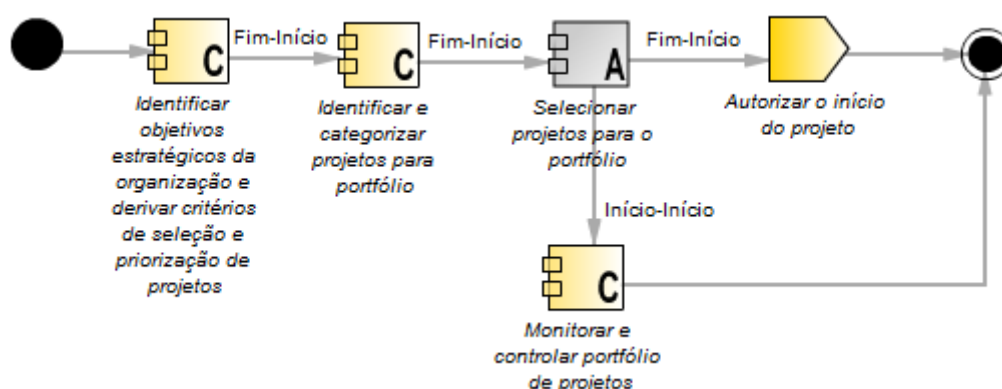 Fim-Início
Fim-Início
Fim-Início
C
C
A
Identificar
objetivos
estratégicos da
organização e
derivar critérios
de seleção e
priorização de
projetos
Identificar e
categorizar
projetos para
portfólio
Selecionar
projetos para o
portfólio
Autorizar o início
do projeto
Início-Início
C
Monitorar e
controlar portfólio
de projetos